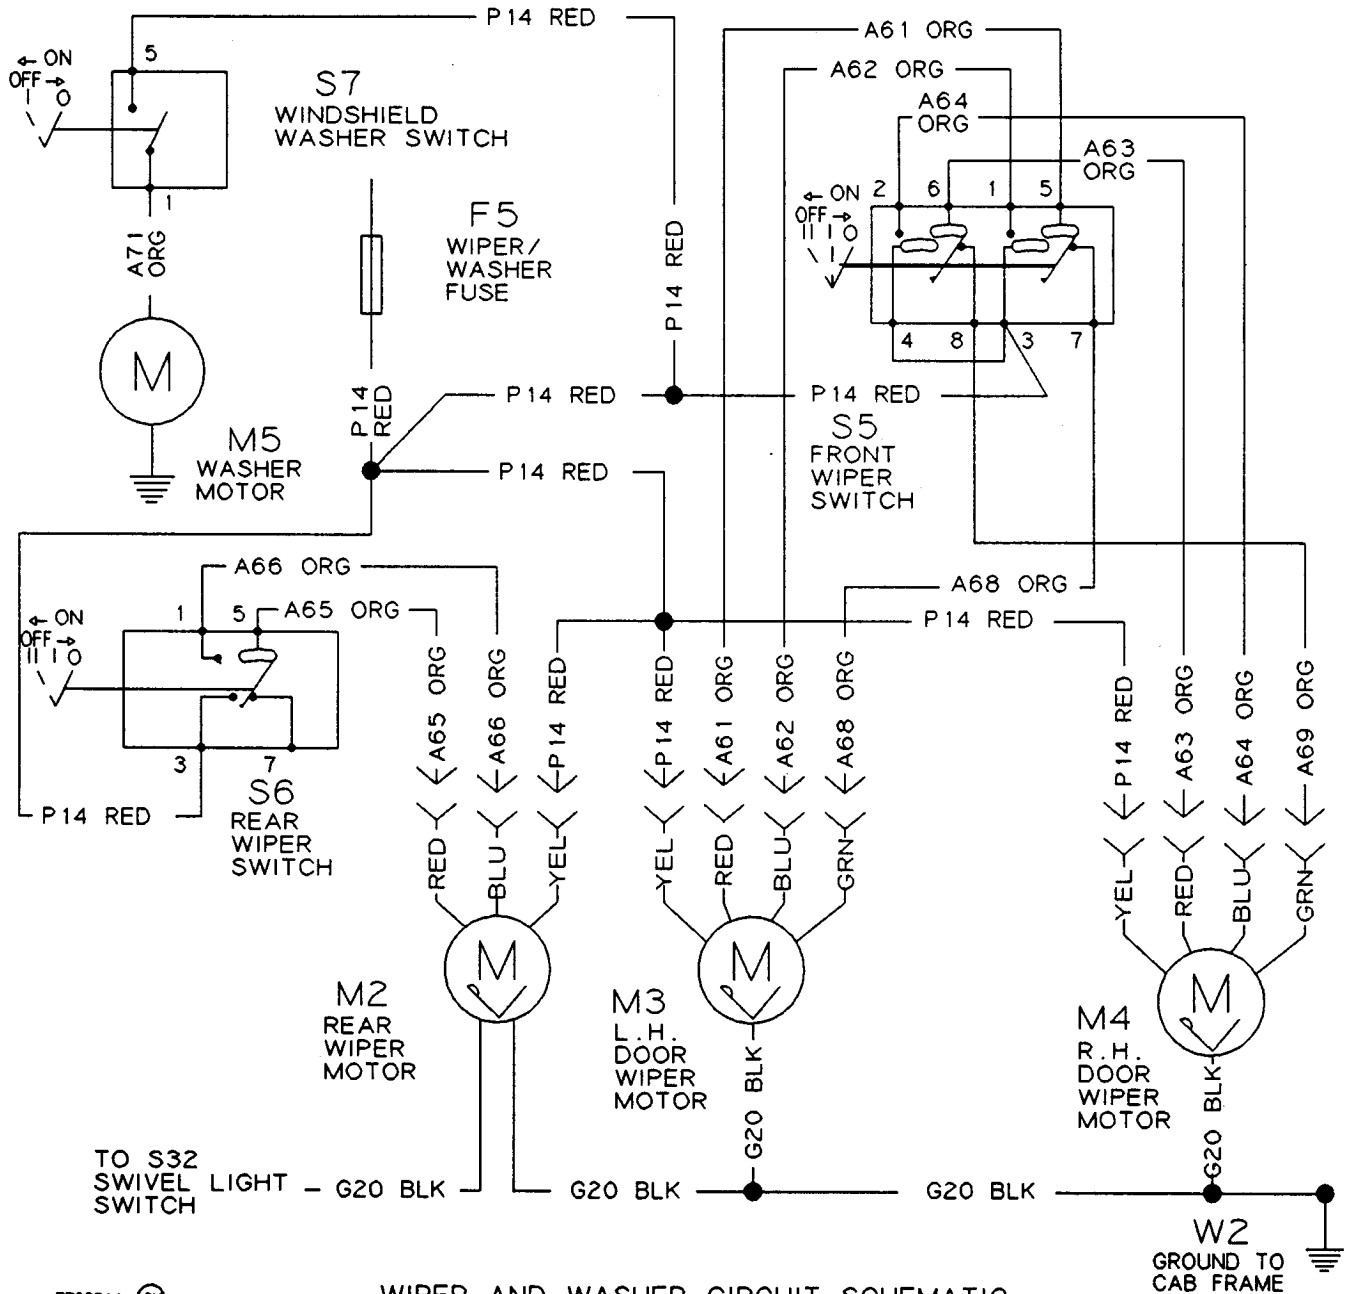 P14 RED
A61 ORG
A62 ORG
A64
ORG
A63
ORG
← ON
OFF →
I O
5
1
S7
WINDSHIELD
WASHER SWITCH
F5
WIPER/
WASHER
FUSE
A71
ORG
P14 RED
2 6 1 5
← ON
OFF →
II I O
4 8 3 7
M
M5
WASHER
MOTOR
P14
RED
P14 RED
P14 RED
S5
FRONT
WIPER
SWITCH
P14 RED
A66 ORG
A65 ORG
A68 ORG
P14 RED
1 5
← ON
OFF →
II I O
3 7
S6
REAR
WIPER
SWITCH
P14 RED
A65 ORG
A66 ORG
P14 RED
P14 RED
A61 ORG
A62 ORG
A68 ORG
P14 RED
A63 ORG
A64 ORG
A69 ORG
RED
BLU
YEL
YEL
RED
BLU
GRN
YEL
RED
BLU
GRN
M
P
M
P
M
P
M2
REAR
WIPER
MOTOR
M3
L.H.
DOOR
WIPER
MOTOR
M4
R.H.
DOOR
WIPER
MOTOR
G20 BLK
G20 BLK
TO S32
SWIVEL LIGHT
SWITCH
G20 BLK
G20 BLK
G20 BLK
W2
GROUND TO
CAB FRAME
WIPER AND WASHER CIRCUIT SCHEMATIC